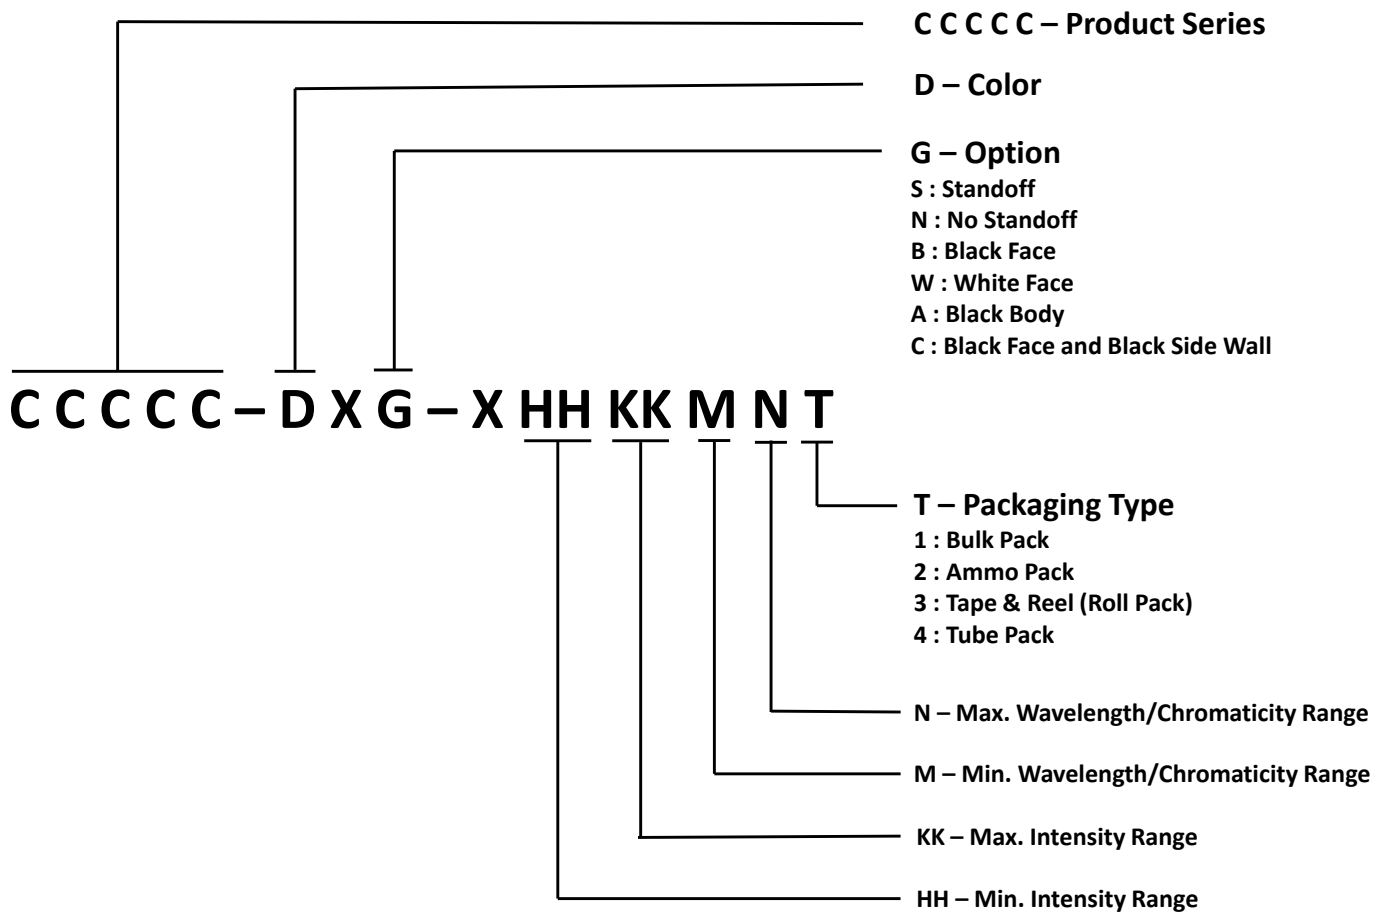 C C C C C – Product Series
D – Color
G – Option
S : Standoff
N : No Standoff
B : Black Face
W : White Face
A : Black Body
C : Black Face and Black Side Wall
C C C C C – D X G – X HH KK M N T
T – Packaging Type
1 : Bulk Pack
2 : Ammo Pack
3 : Tape & Reel (Roll Pack)
4 : Tube Pack
N – Max. Wavelength/Chromaticity Range
M – Min. Wavelength/Chromaticity Range
KK – Max. Intensity Range
HH – Min. Intensity Range